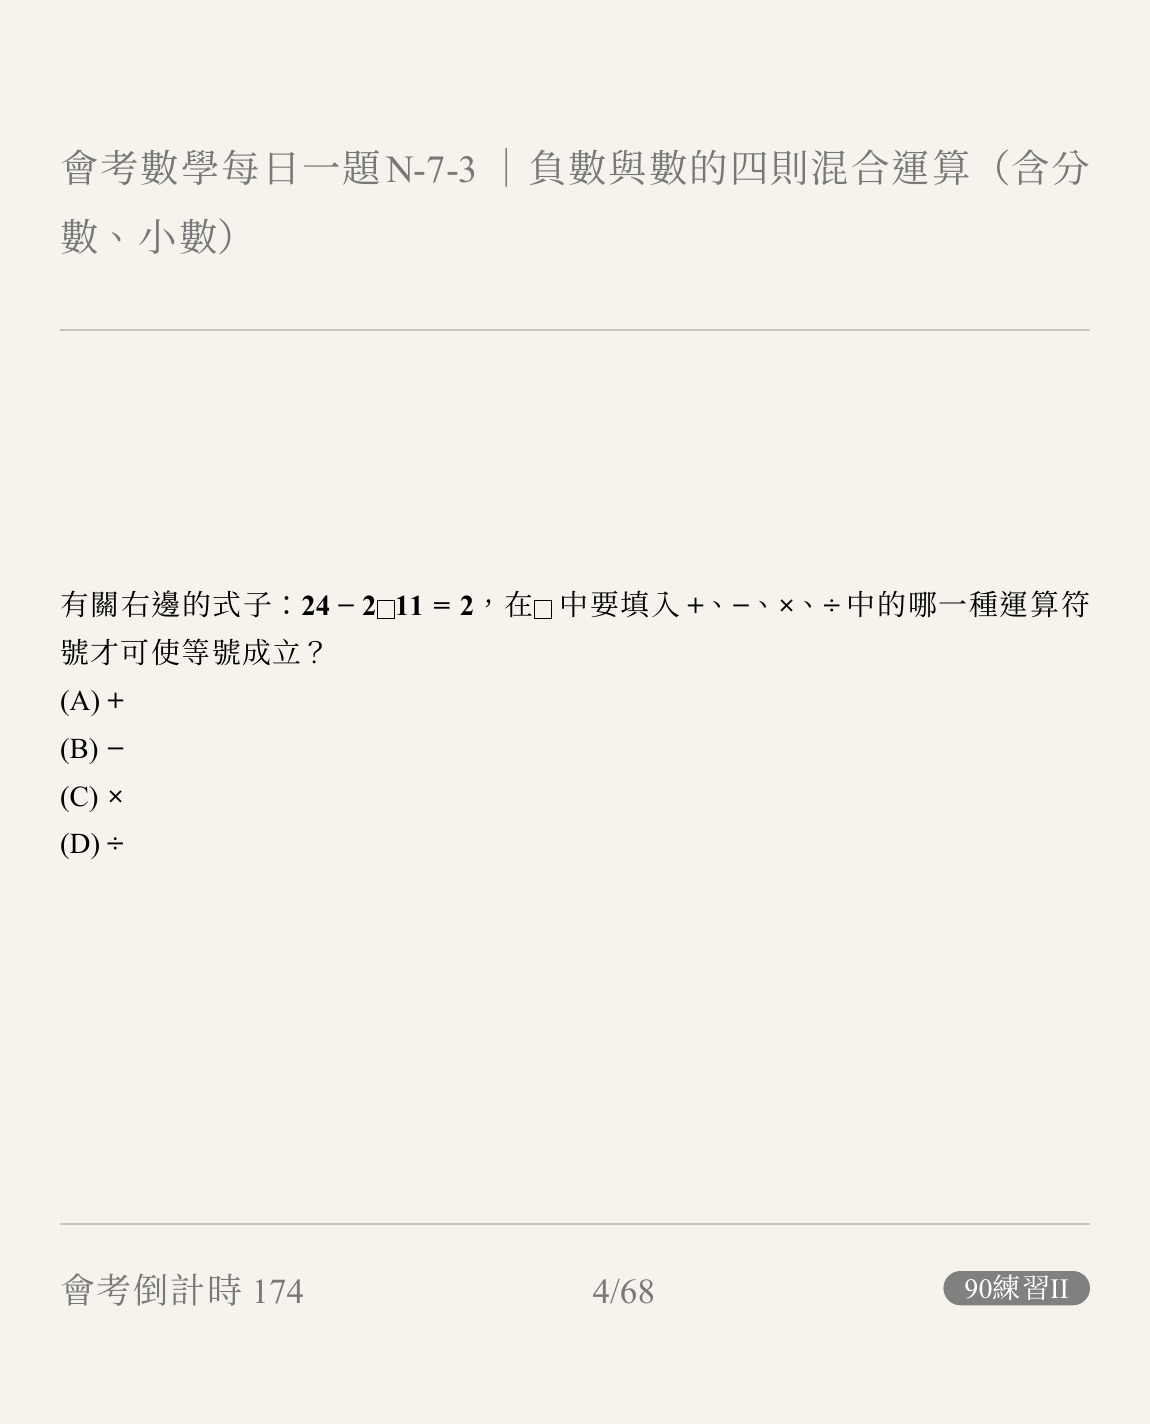 會考數學每日一題N-7-3 ｜負數與數的四則混合運算（含分
數、小數）
有關右邊的式子：24 − 2□11 = 2，在□ 中要填入 +、−、×、÷ 中的哪一種運算符
號才可使等號成立？
(A) +
(B) −
(C) ×
(D) ÷
會考倒計時 174
4/68
90練習II